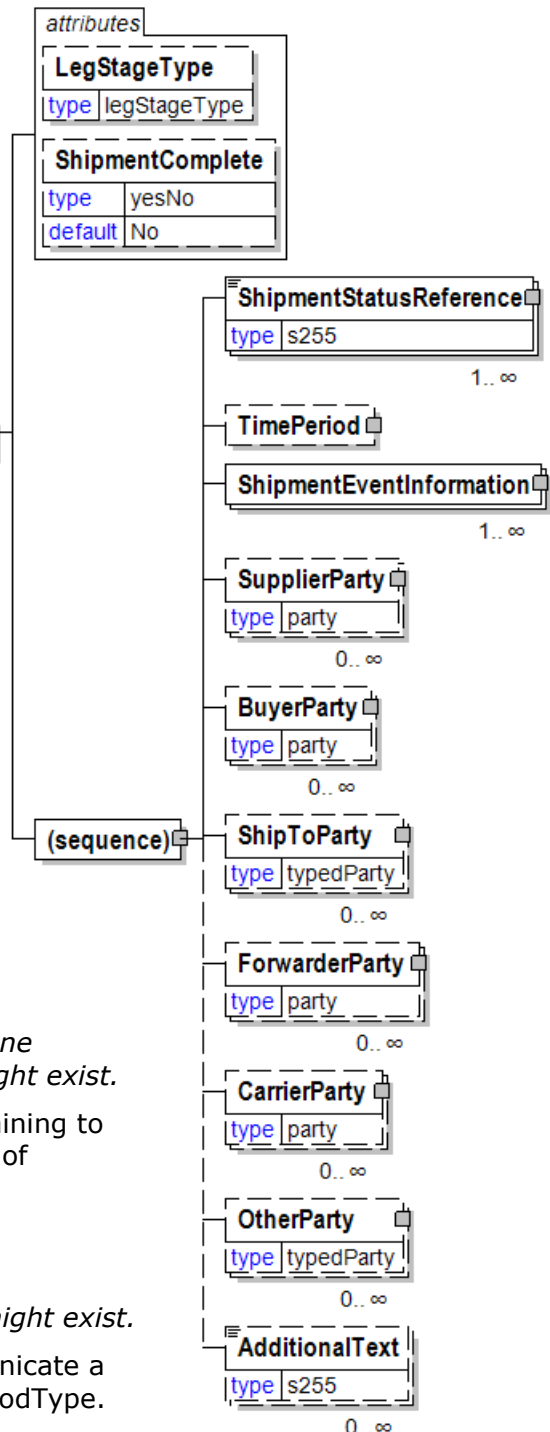 attributes
LegStageType
type legStageType
ShipmentComplete
type yesNo
default No
ShipmentStatusReference
type s255
1.. ∞
TimePeriod
ShipmentEventInformation
1.. ∞
SupplierParty
type party
0.. ∞
BuyerParty
type party
0.. ∞
(sequence)
ShipToParty
type typedParty
0.. ∞
ForwarderParty
type party
0.. ∞
CarrierParty
type party
0.. ∞
OtherParty
type typedParty
0.. ∞
AdditionalText
type s255
0.. ∞
ne
ght exist.
aining to
of
night exist.
nicate a
odType.